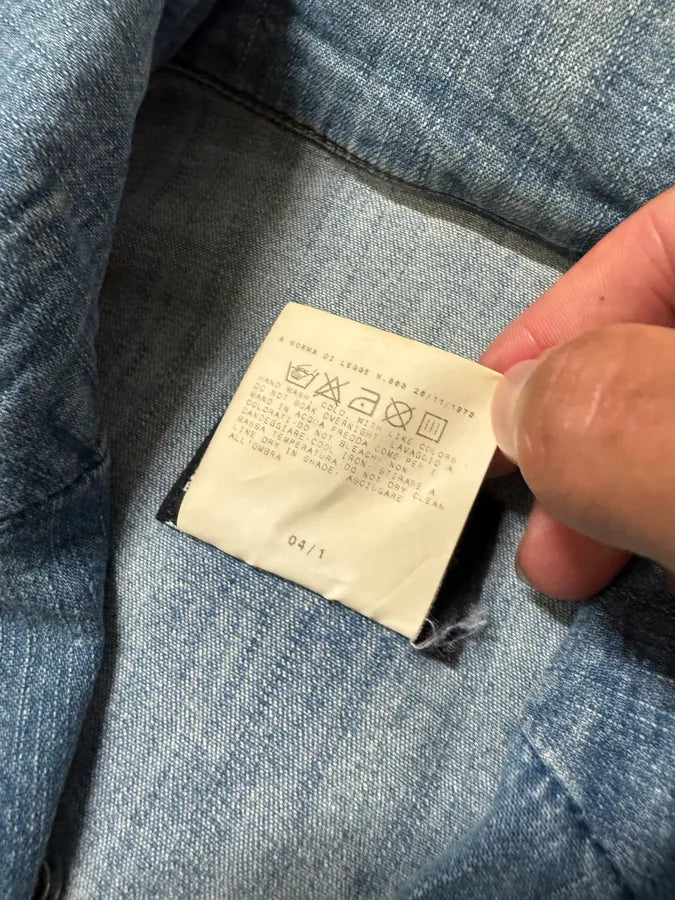 A NORMA DI LEGGE N.883 26/11/1973
HAND WASH COLD, WITH LIKE COLORS
DO NOT SOAK OVERNIGHT. LAVAGGIO A
MANO IN ACQUA FREDDA COME PER I
COLORATI/DO NOT BLEACH. NON
CANDEGGIARE/COOL IRON. STIRARE A
BASSA TEMPERATURA/DO NOT DRY CLEAN
LINE DRY IN SHADE. ASCIUGARE
ALL'OMBRA
04/1